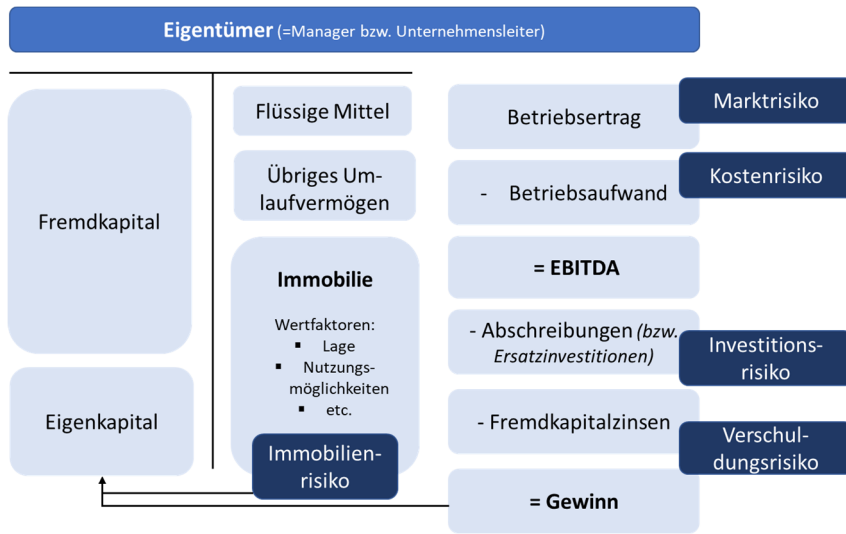 Eigentümer (=Manager bzw. Unternehmensleiter)
Fremdkapital
Eigenkapital
Flüssige Mittel
Übriges Um-
laufvermögen
Immobilie
Wertfaktoren:
▪ Lage
▪ Nutzungs-
möglichkeiten
▪ etc.
Immobilien-
risiko
Betriebsertrag
Marktrisiko
- Betriebsaufwand
Kostenrisiko
= EBITDA
- Abschreibungen (bzw.
Ersatzinvestitionen)
Investitions-
risiko
- Fremdkapitalzinsen
Verschul-
dungsrisiko
= Gewinn